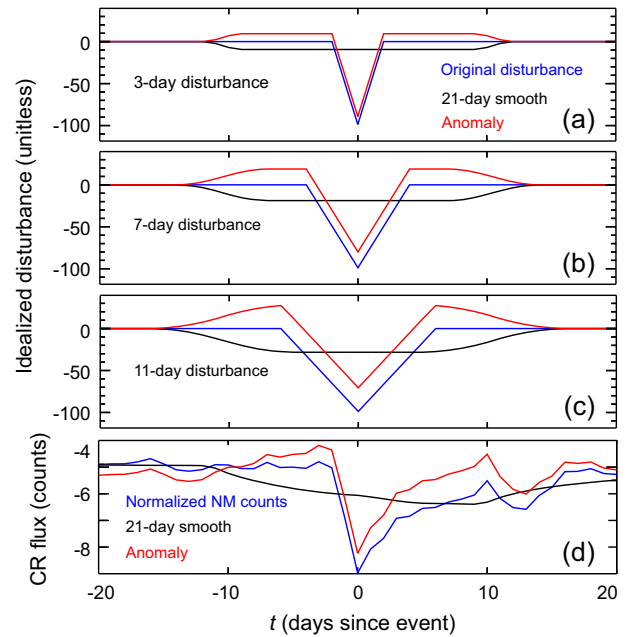 Idealized disturbance (unitless)
0
-50
-100
3-day disturbance
Original disturbance
21-day smooth
Anomaly
(a)
0
-50
-100
7-day disturbance
(b)
0
-50
-100
11-day disturbance
(c)
CR flux (counts)
-4
-6
-8
Normalized NM counts
21-day smooth
Anomaly
(d)
-20
-10
0
10
20
t (days since event)